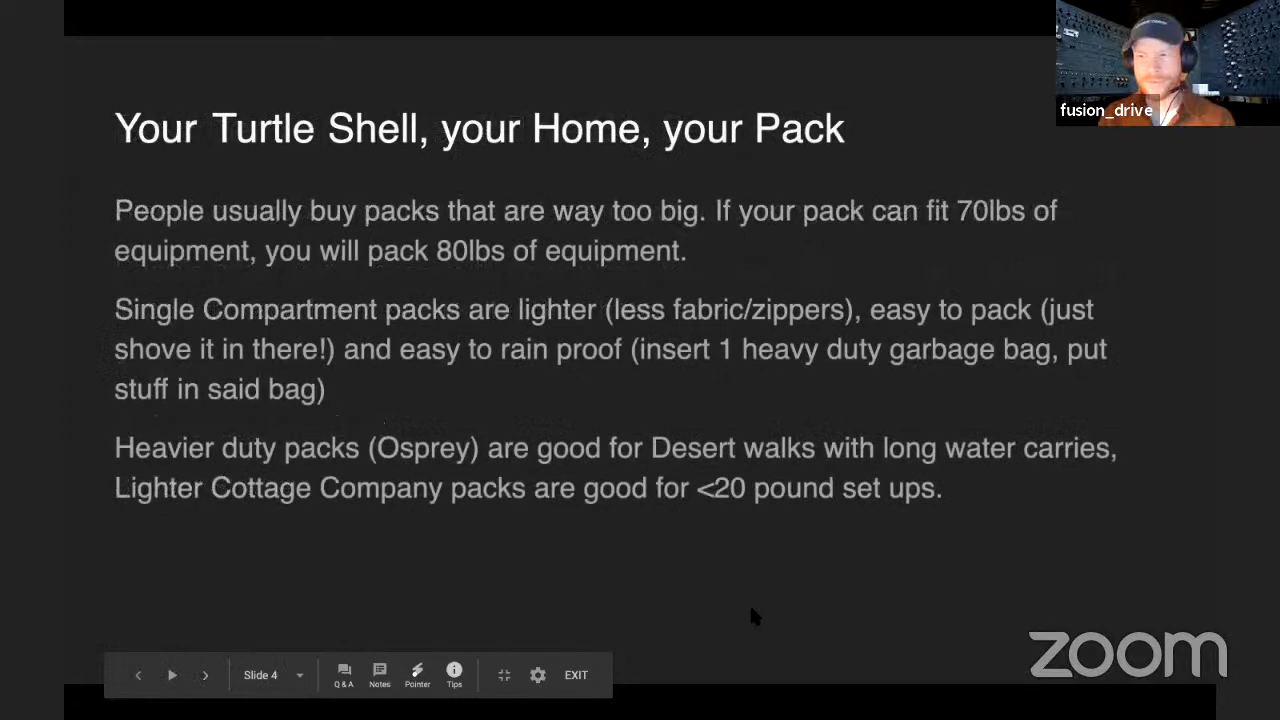 fusion_drive
Your Turtle Shell, your Home, your Pack
People usually buy packs that are way too big. If your pack can fit 70lbs of
equipment, you will pack 80lbs of equipment.
Single Compartment packs are lighter (less fabric/zippers), easy to pack (just
shove it in there!) and easy to rain proof (insert 1 heavy duty garbage bag, put
stuff in said bag)
Heavier duty packs (Osprey) are good for Desert walks with long water carries,
Lighter Cottage Company packs are good for <20 pound set ups.
Slide 4
Q & A
Notes
Pointer
Tips
EXIT
zoom